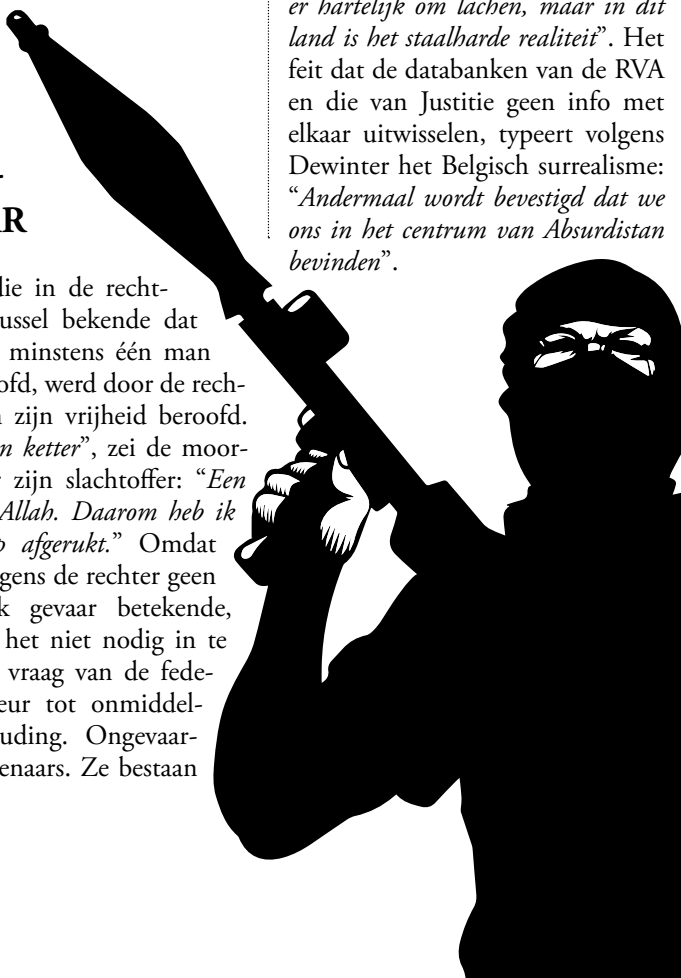 AR
die in de recht-
ussel bekende dat
minstens één man
ofd, werd door de rech-
zijn vrijheid beroofd.
n ketter”, zei de moor-
zijn slachtoffer: “Een
Allah. Daarom heb ik
afgerukt.” Omdat
gens de rechter geen
k gevaar betekende,
het niet nodig in te
vraag van de fede-
eur tot onmiddel-
uding. Ongevaar-
enaars. Ze bestaan
er hartelijk om lachen, maar in dit
land is het staalharde realiteit”. Het
feit dat de databanken van de RVA
en die van Justitie geen info met
elkaar uitwisselen, typeert volgens
Dewinter het Belgisch surrealisme:
“Andermaal wordt bevestigd dat we
ons in het centrum van Absurdistan
bevinden”.